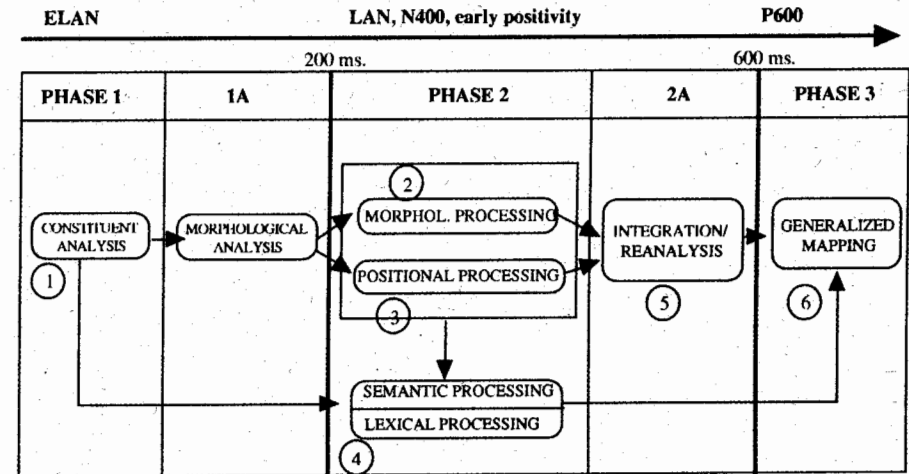 ELAN LAN, N400, early positivity P600
200 ms. 600 ms.
PHASE 1 1A PHASE 2 2A PHASE 3
2
CONSTITUENT
ANALYSIS
MORPHOLOGICAL
ANALYSIS
MORPHOL. PROCESSING
POSITIONAL PROCESSING
INTEGRATION/
REANALYSIS
GENERALIZED
MAPPING
1
3
5
6
SEMANTIC PROCESSING
LEXICAL PROCESSING
4